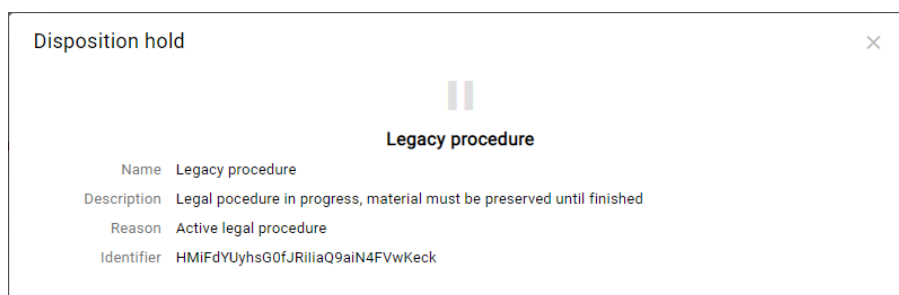 Disposition hold
Legacy procedure
Name Legacy procedure
Description Legal pocedure in progress, material must be preserved until finished
Reason Active legal procedure
Identifier HMiFdYUyhsG0fJRiIiaQ9aiN4FVwKeck